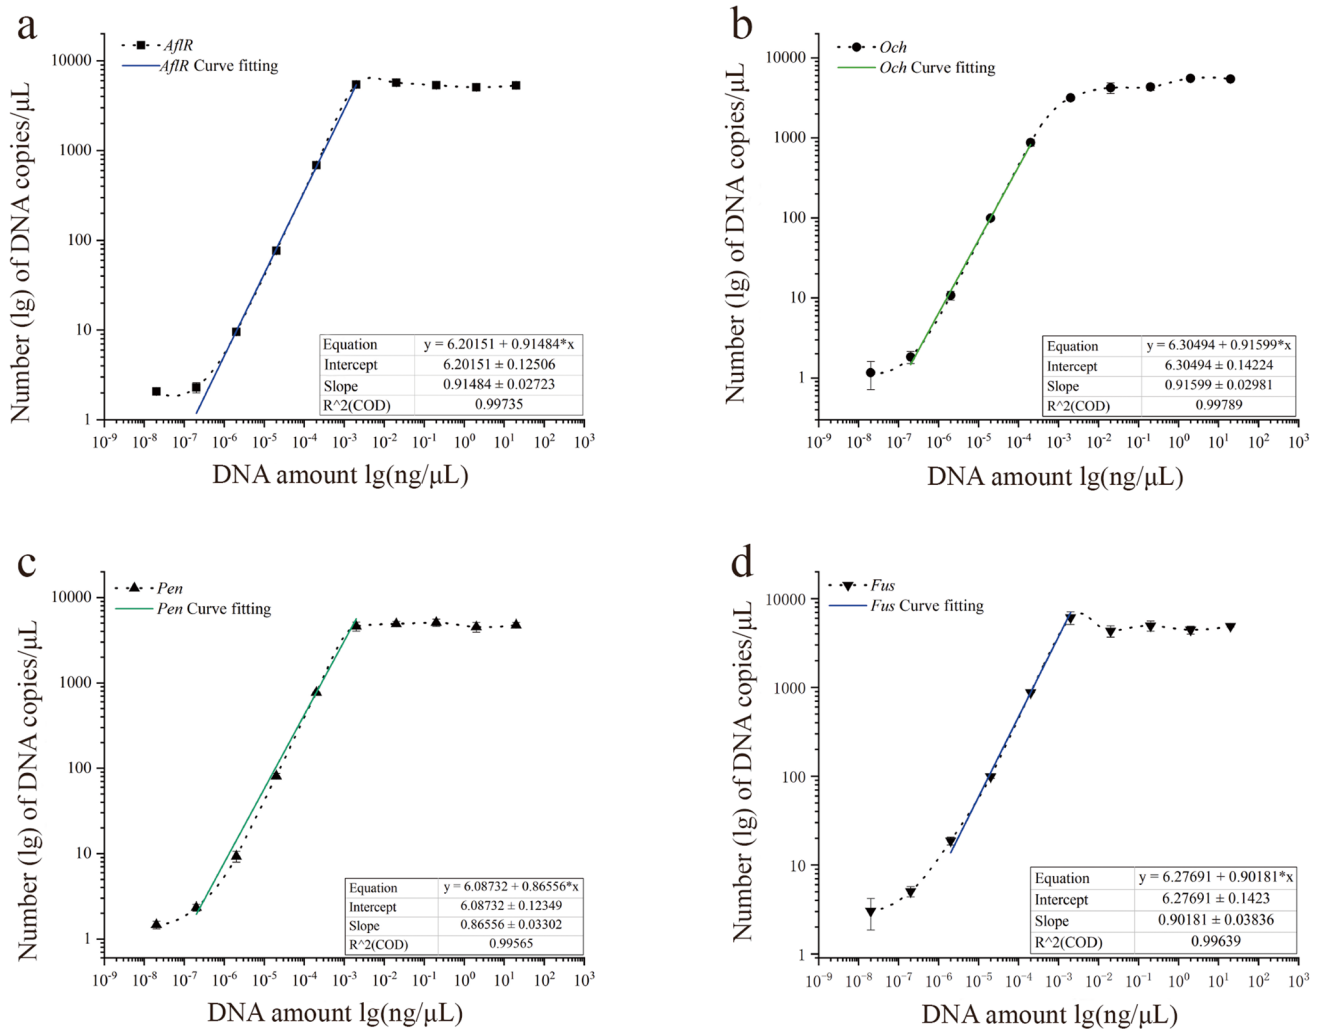 a
AflR
AflR Curve fitting
Number (lg) of DNA copies/μL
10000
1000
100
10
1
Equation y = 6.20151 + 0.91484*x
Intercept 6.20151 ± 0.12506
Slope 0.91484 ± 0.02723
R^2(COD) 0.99735
10⁻⁹ 10⁻⁸ 10⁻⁷ 10⁻⁶ 10⁻⁵ 10⁻⁴ 10⁻³ 10⁻² 10⁻¹ 10⁰ 10¹ 10² 10³
DNA amount lg(ng/μL)
b
Och
Och Curve fitting
Number (lg) of DNA copies/μL
10000
1000
100
10
1
Equation y = 6.30494 + 0.91599*x
Intercept 6.30494 ± 0.14224
Slope 0.91599 ± 0.02981
R^2(COD) 0.99789
10⁻⁹ 10⁻⁸ 10⁻⁷ 10⁻⁶ 10⁻⁵ 10⁻⁴ 10⁻³ 10⁻² 10⁻¹ 10⁰ 10¹ 10² 10³
DNA amount lg(ng/μL)
c
Pen
Pen Curve fitting
Number (lg) of DNA copies/μL
10000
1000
100
10
1
Equation y = 6.08732 + 0.86556*x
Intercept 6.08732 ± 0.12349
Slope 0.86556 ± 0.03302
R^2(COD) 0.99565
10⁻⁹ 10⁻⁸ 10⁻⁷ 10⁻⁶ 10⁻⁵ 10⁻⁴ 10⁻³ 10⁻² 10⁻¹ 10⁰ 10¹ 10² 10³
DNA amount lg(ng/μL)
d
Fus
Fus Curve fitting
Number (lg) of DNA copies/μL
10000
1000
100
10
1
Equation y = 6.27691 + 0.90181*x
Intercept 6.27691 ± 0.1423
Slope 0.90181 ± 0.03836
R^2(COD) 0.99639
10⁻⁹ 10⁻⁸ 10⁻⁷ 10⁻⁶ 10⁻⁵ 10⁻⁴ 10⁻³ 10⁻² 10⁻¹ 10⁰ 10¹ 10² 10³
DNA amount lg(ng/μL)